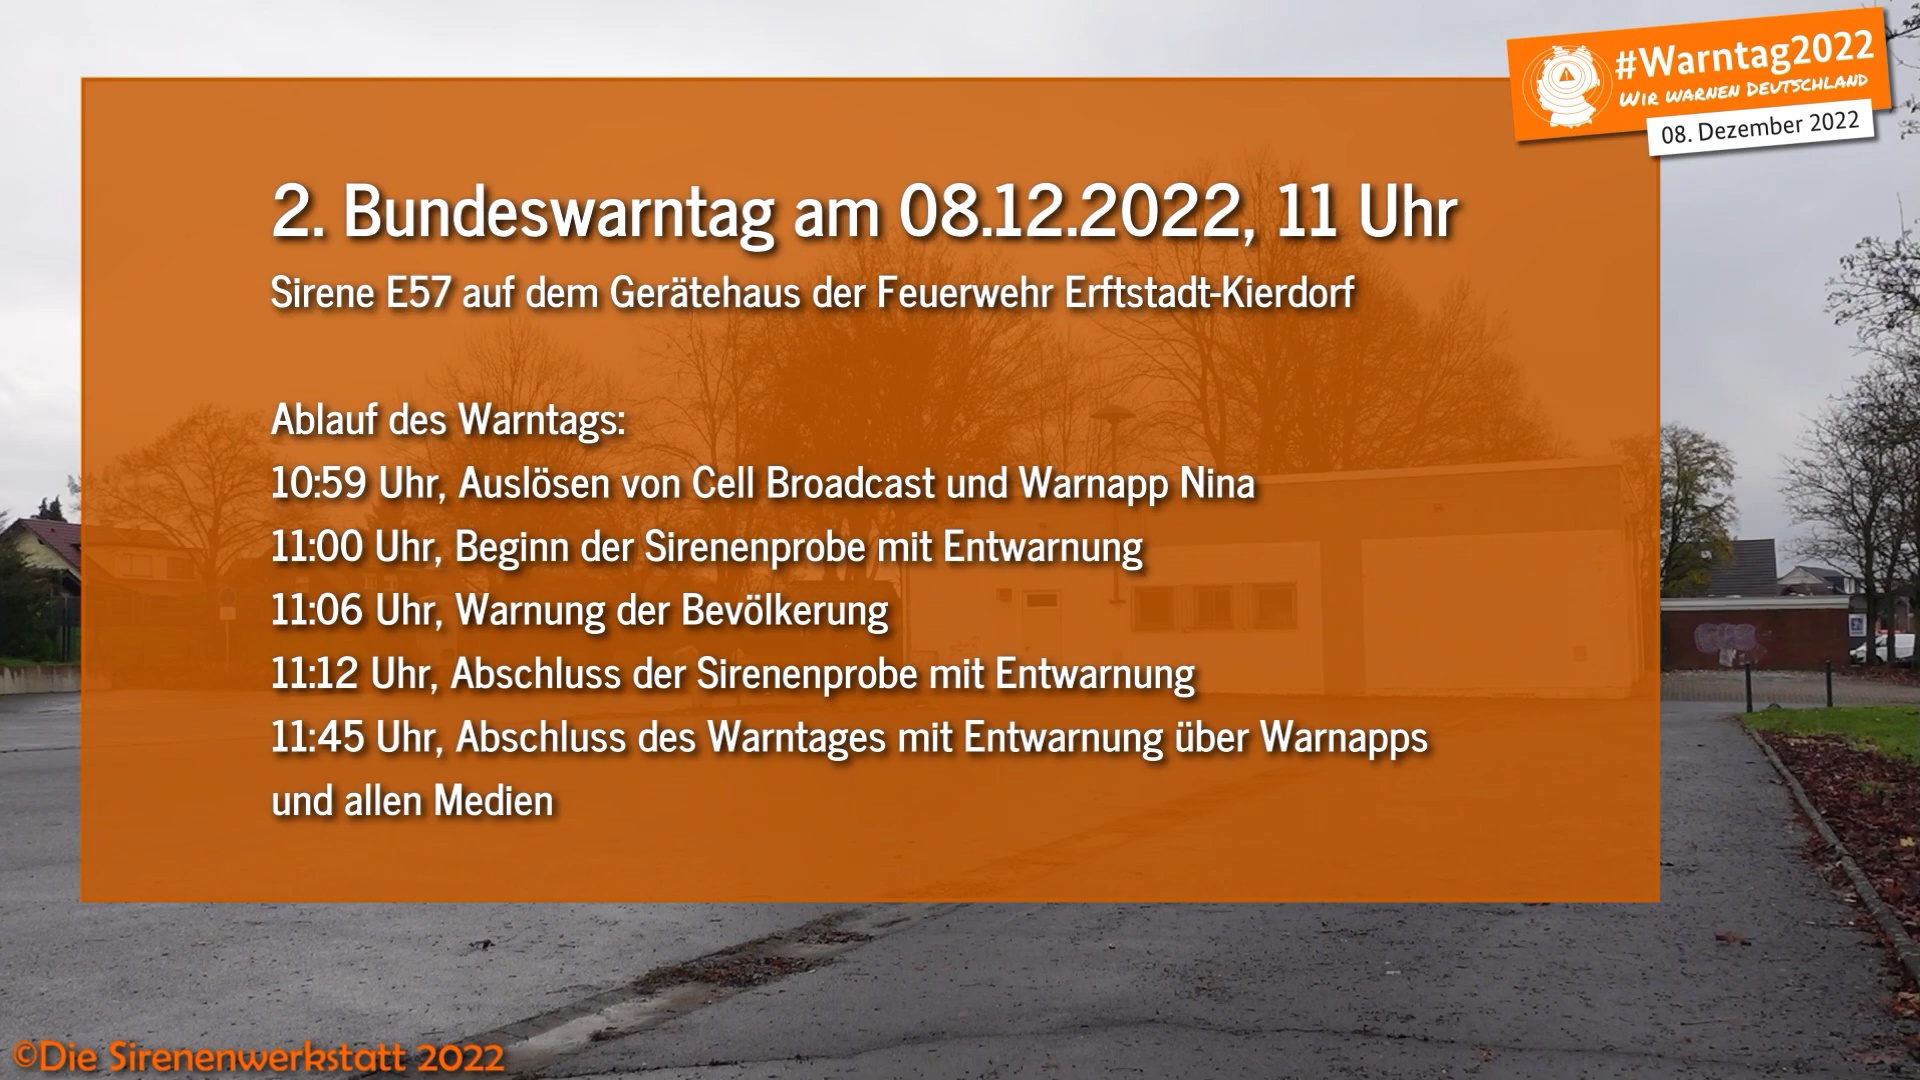 #Warntag2022
Wir warnen Deutschland
08. Dezember 2022
2. Bundeswarntag am 08.12.2022, 11 Uhr
Sirene E57 auf dem Gerätehaus der Feuerwehr Erftstadt-Kierdorf
Ablauf des Warntags:
10:59 Uhr, Auslösen von Cell Broadcast und Warnapp Nina
11:00 Uhr, Beginn der Sirenenprobe mit Entwarnung
11:06 Uhr, Warnung der Bevölkerung
11:12 Uhr, Abschluss der Sirenenprobe mit Entwarnung
11:45 Uhr, Abschluss des Warntages mit Entwarnung über Warnapps
und allen Medien
©Die Sirenenwerkstatt 2022